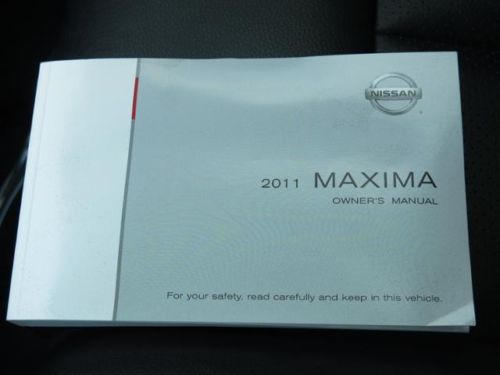 NISSAN
2011 MAXIMA
OWNER'S MANUAL
For your safety, read carefully and keep in this vehicle.